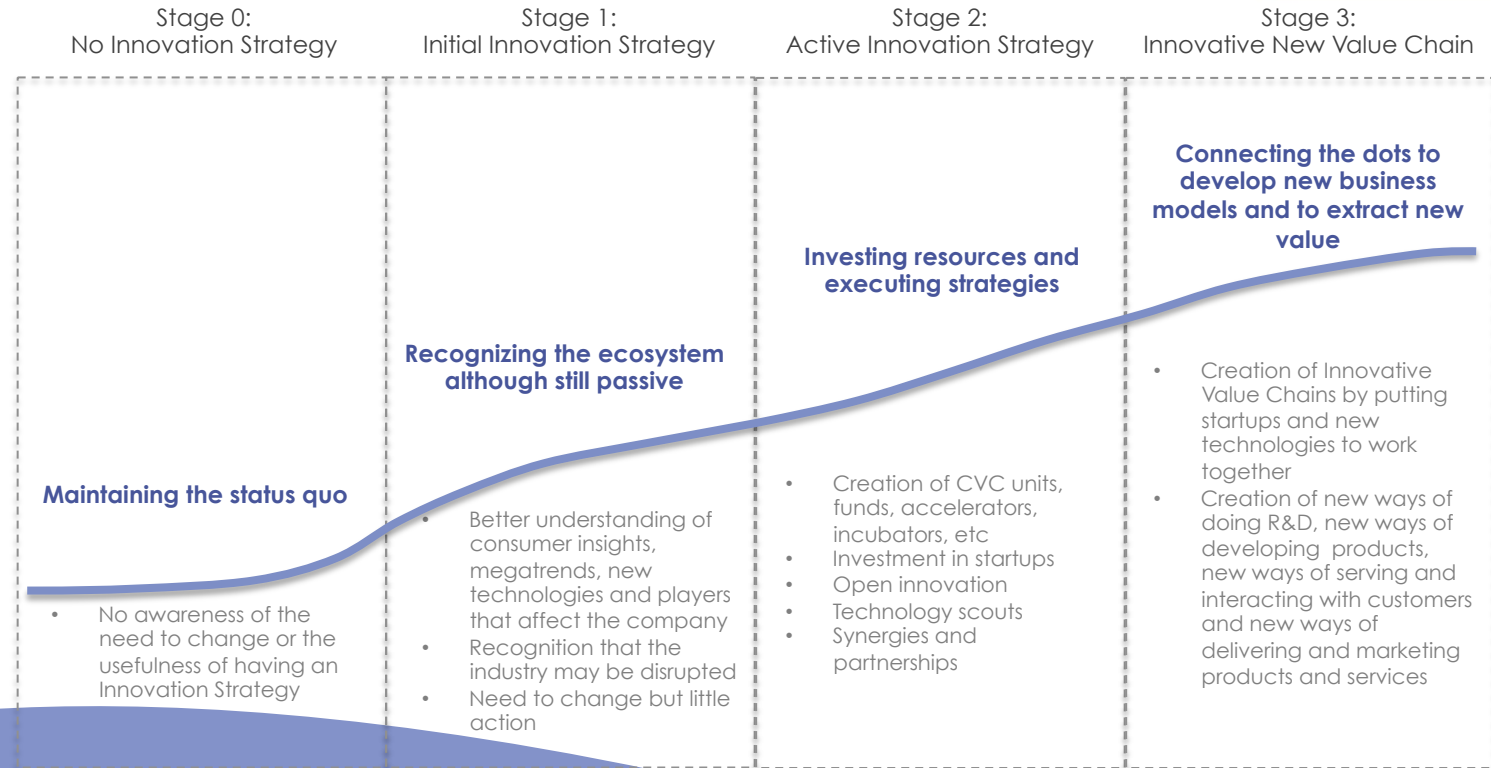 Stage 0:
No Innovation Strategy
Stage 1:
Initial Innovation Strategy
Stage 2:
Active Innovation Strategy
Stage 3:
Innovative New Value Chain
Maintaining the status quo
• No awareness of the
need to change or the
usefulness of having an
Innovation Strategy
Recognizing the ecosystem
although still passive
• Better understanding of
consumer insights,
megatrends, new
technologies and players
that affect the company
• Recognition that the
industry may be disrupted
• Need to change but little
action
Investing resources and
executing strategies
• Creation of CVC units,
funds, accelerators,
incubators, etc
• Investment in startups
• Open innovation
• Technology scouts
• Synergies and
partnerships
Connecting the dots to
develop new business
models and to extract new
value
• Creation of Innovative
Value Chains by putting
startups and new
technologies to work
together
• Creation of new ways of
doing R&D, new ways of
developing products,
new ways of serving and
interacting with customers
and new ways of
delivering and marketing
products and services